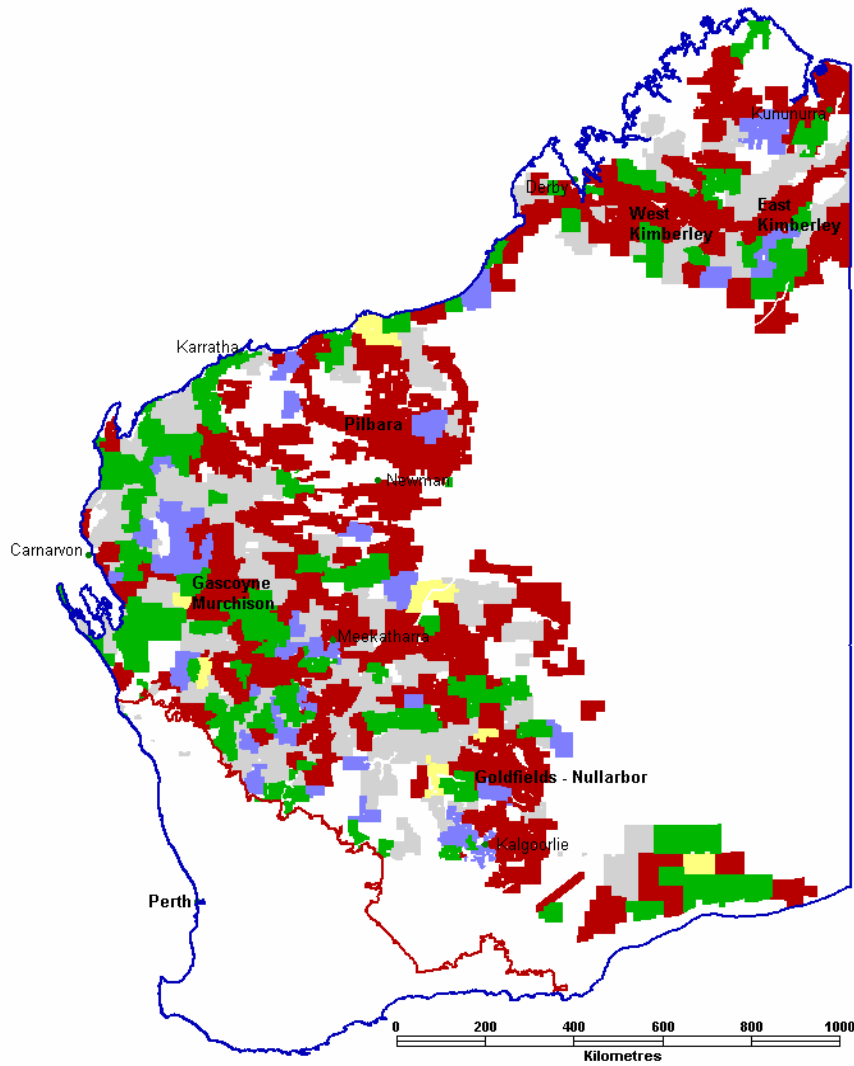 Kununurra
Derby
West
Kimberley
East
Kimberley
Karratha
Pilbara
Newman
Carnarvon
Gascoyne
Murchison
Meekatharra
Goldfields - Nullarbor
Kalgoorlie
Perth
0 200 400 600 800 1000
Kilometres